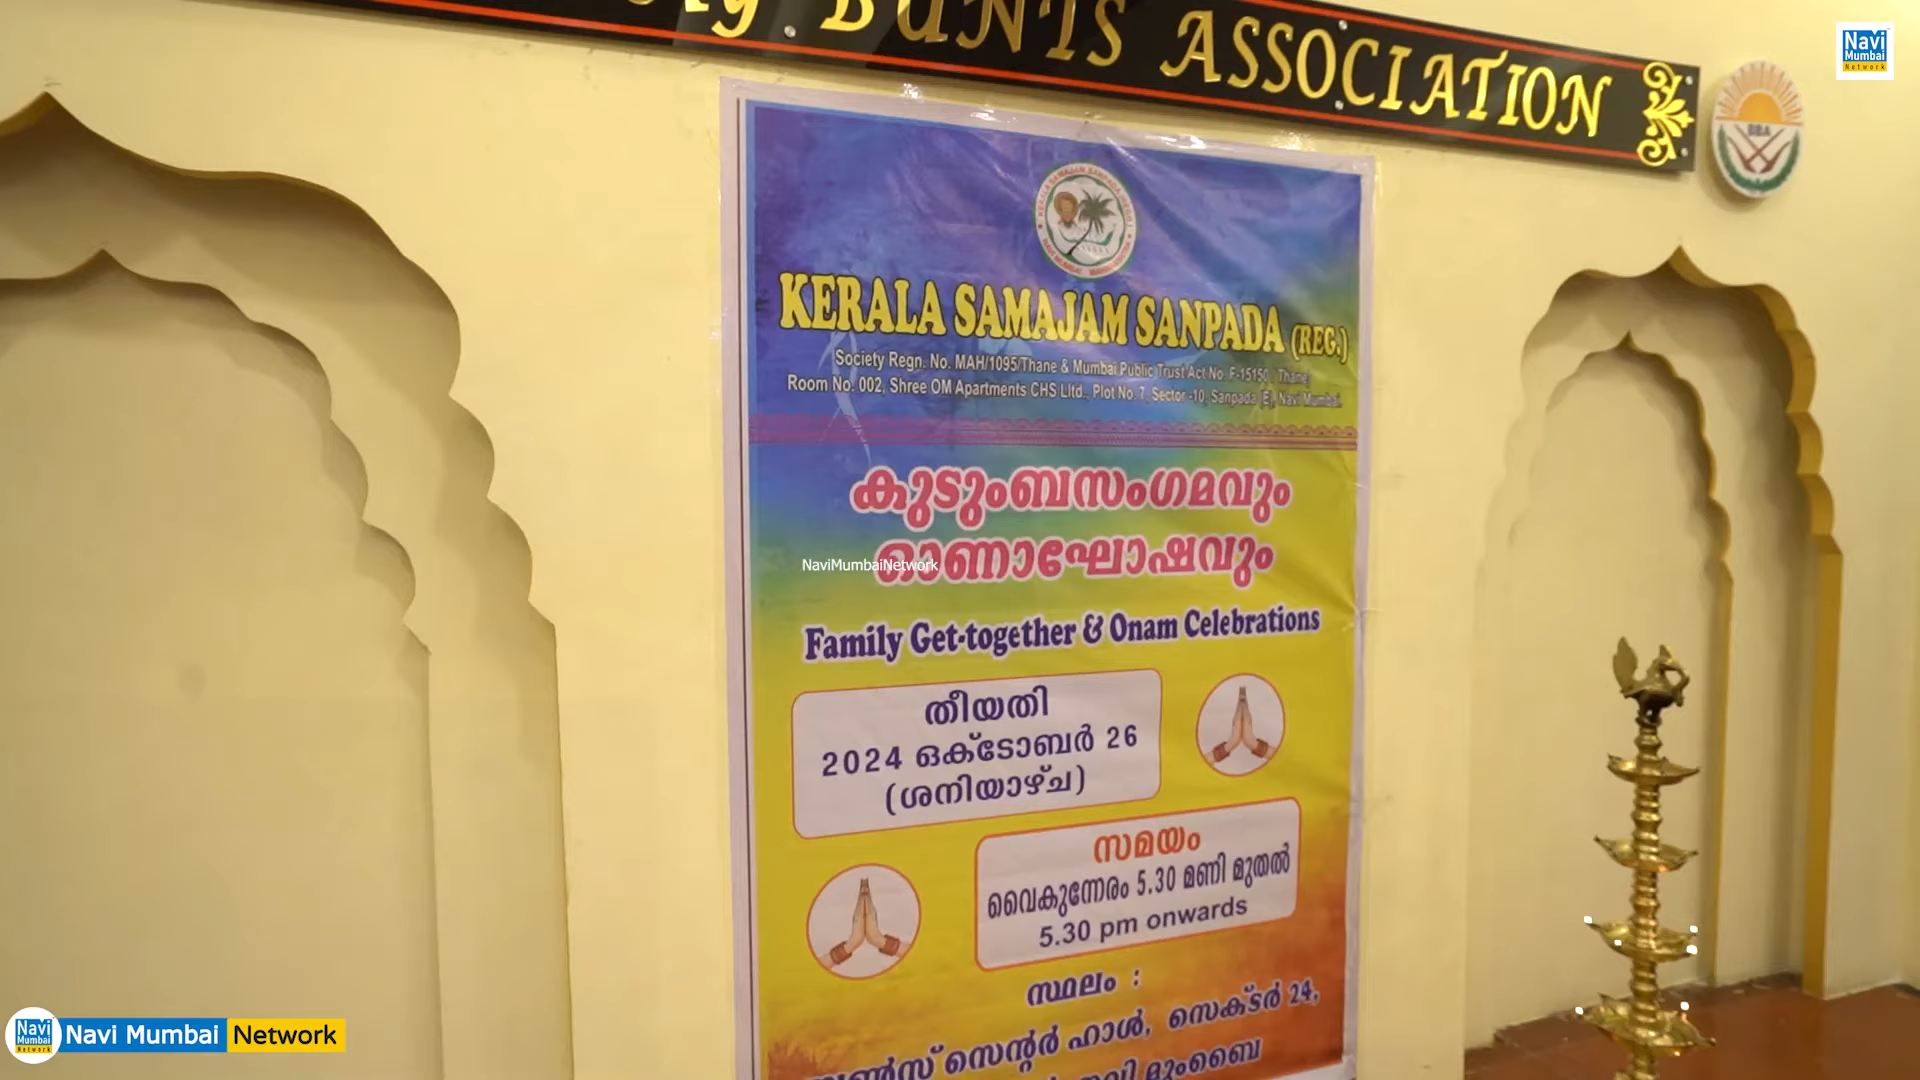 BUNTS ASSOCIATION
BBA
Navi
Mumbai
Network
KERALA SAMAJAM SANPADA (REG.)
Society Regn. No. MAH/1095/Thane & Mumbai Public Trust Act No. F-15150, Thane
Room No. 002, Shree OM Apartments CHS Lltd., Plot No. 7, Sector -10, Sanpada (E), Navi Mumbai.
കുടുംബസംഗമവും
ഓണാഘോഷവും
NaviMumbaiNetwork
Family Get-together & Onam Celebrations
തീയതി
2024 ഒക്ടോബർ 26
(ശനിയാഴ്ച)
സമയം
വൈകുന്നേരം 5.30 മണി മുതൽ
5.30 pm onwards
സ്ഥലം :
സെന്റർ ഹാൾ, സെക്ടർ 24,
മുംബൈ
Navi
Mumbai
Network
Navi Mumbai Network